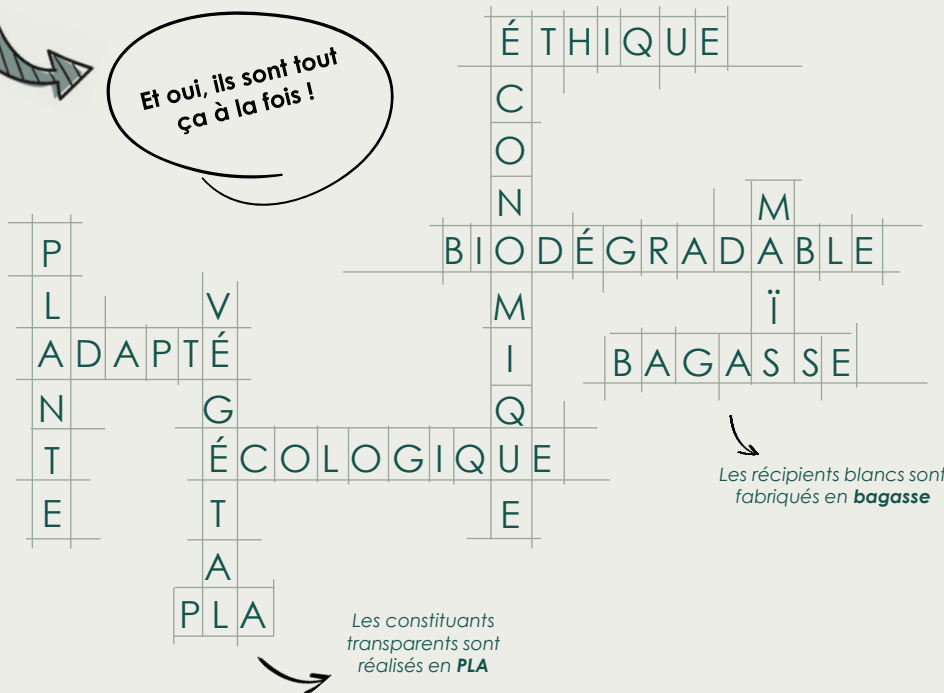 Et oui, ils sont tout
ça à la fois !
ÉTHIQUE
ÉCONOMIQUE
BIODÉGRADABLE
MAÏS
BAGASSE
PLANTE
ADAPTÉ
VÉGÉTAL
ÉCOLOGIQUE
PLA
Les récipients blancs sont
fabriqués en bagasse
Les constituants
transparents sont
réalisés en PLA